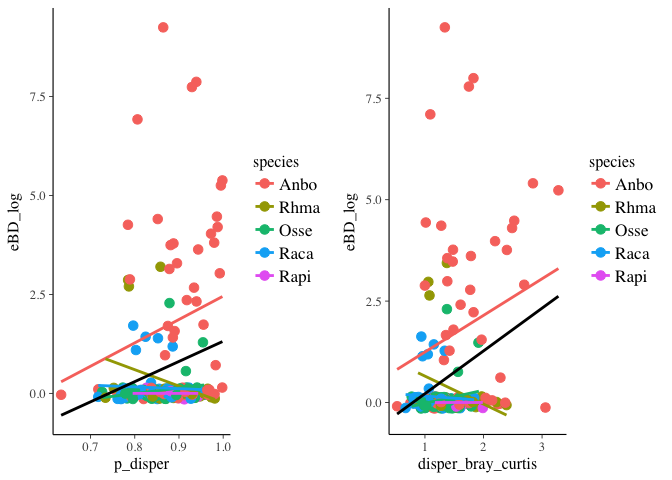 eBD_log
7.5
5.0
2.5
0.0
0.7
0.8
0.9
1.0
p_disper
species
Anbo
Rhma
Osse
Raca
Rapi
eBD_log
7.5
5.0
2.5
0.0
1
2
3
disper_bray_curtis
species
Anbo
Rhma
Osse
Raca
Rapi